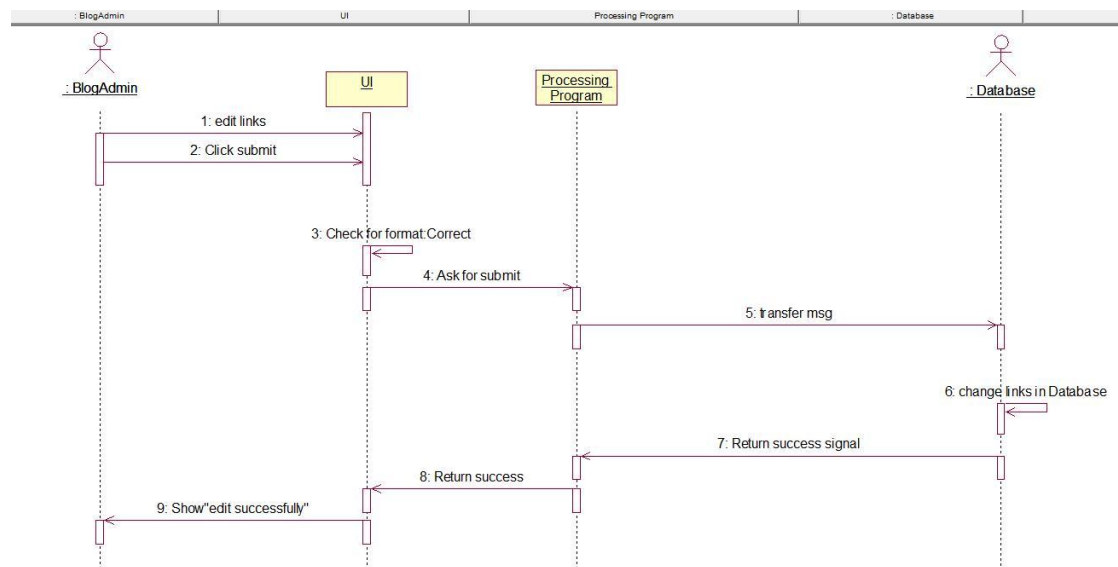 : BlogAdmin
UI
Processing Program
: Database
: BlogAdmin
UI
Processing
Program
: Database
1: edit links
2: Click submit
3: Check for format:Correct
4: Ask for submit
5: transfer msg
6: change links in Database
7: Return success signal
8: Return success
9: Show"edit successfully"